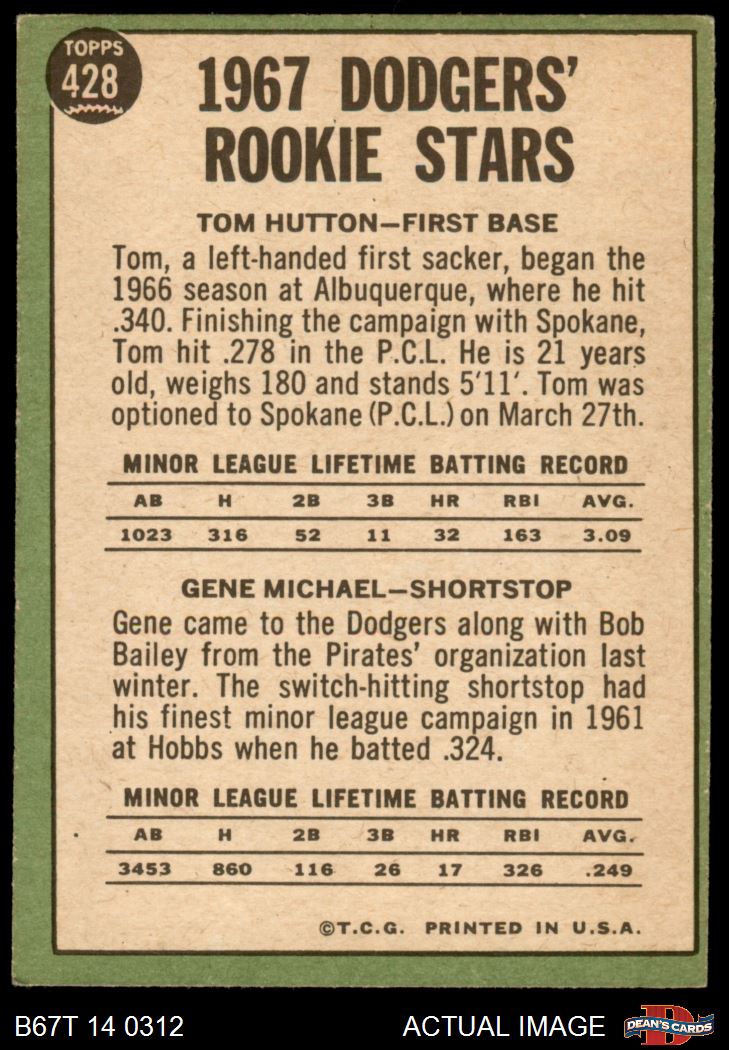 TOPPS
428
1967 DODGERS'
ROOKIE STARS
TOM HUTTON—FIRST BASE
Tom, a left-handed first sacker, began the
1966 season at Albuquerque, where he hit
.340. Finishing the campaign with Spokane,
Tom hit .278 in the P.C.L. He is 21 years
old, weighs 180 and stands 5'11'. Tom was
optioned to Spokane (P.C.L.) on March 27th.
MINOR LEAGUE LIFETIME BATTING RECORD
AB H 2B 3B HR RBI AVG.
1023 316 52 11 32 163 3.09
GENE MICHAEL—SHORTSTOP
Gene came to the Dodgers along with Bob
Bailey from the Pirates' organization last
winter. The switch-hitting shortstop had
his finest minor league campaign in 1961
at Hobbs when he batted .324.
MINOR LEAGUE LIFETIME BATTING RECORD
AB H 2B 3B HR RBI AVG.
3453 860 116 26 17 326 .249
©T.C.G. PRINTED IN U.S.A.
B67T 14 0312 ACTUAL IMAGE D DEAN'S CARDS